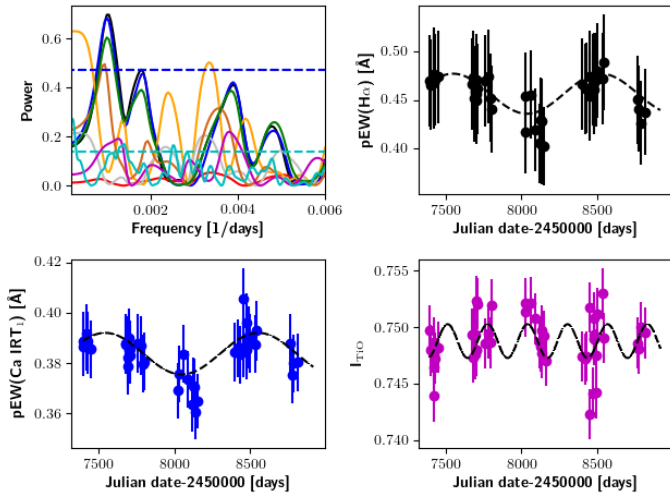 0.6
0.4
0.2
0.0
Power
0.002 0.004 0.006
Frequency [1/days]
0.50
0.45
0.40
pEW(Hα) [Å]
7500 8000 8500
Julian date-2450000 [days]
0.42
0.40
0.38
0.36
pEW(Ca IRT₁) [Å]
7500 8000 8500
Julian date-2450000 [days]
0.755
0.750
0.745
0.740
I_TiO
7500 8000 8500
Julian date-2450000 [days]